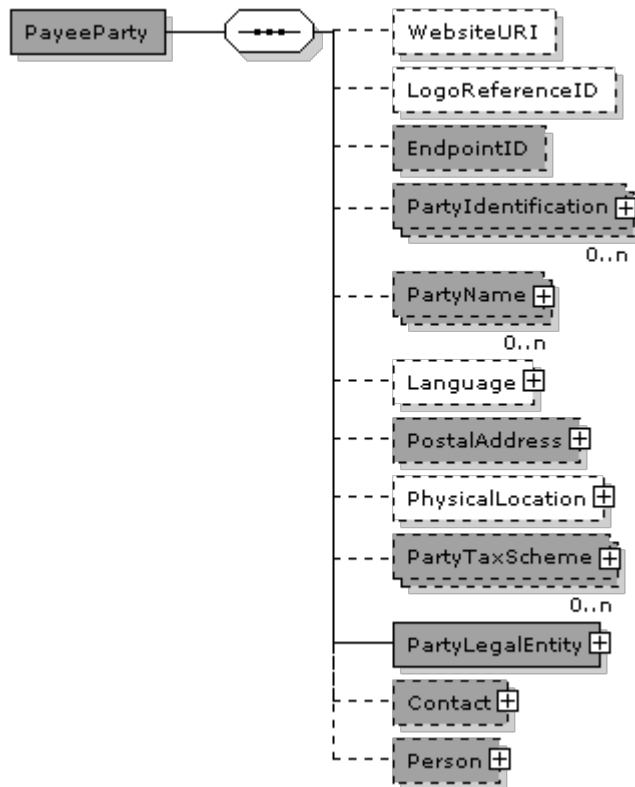 PayeeParty
WebsiteURI
LogoReferenceID
EndpointID
PartyIdentification
0..n
PartyName
0..n
Language
PostalAddress
PhysicalLocation
PartyTaxScheme
0..n
PartyLegalEntity
Contact
Person